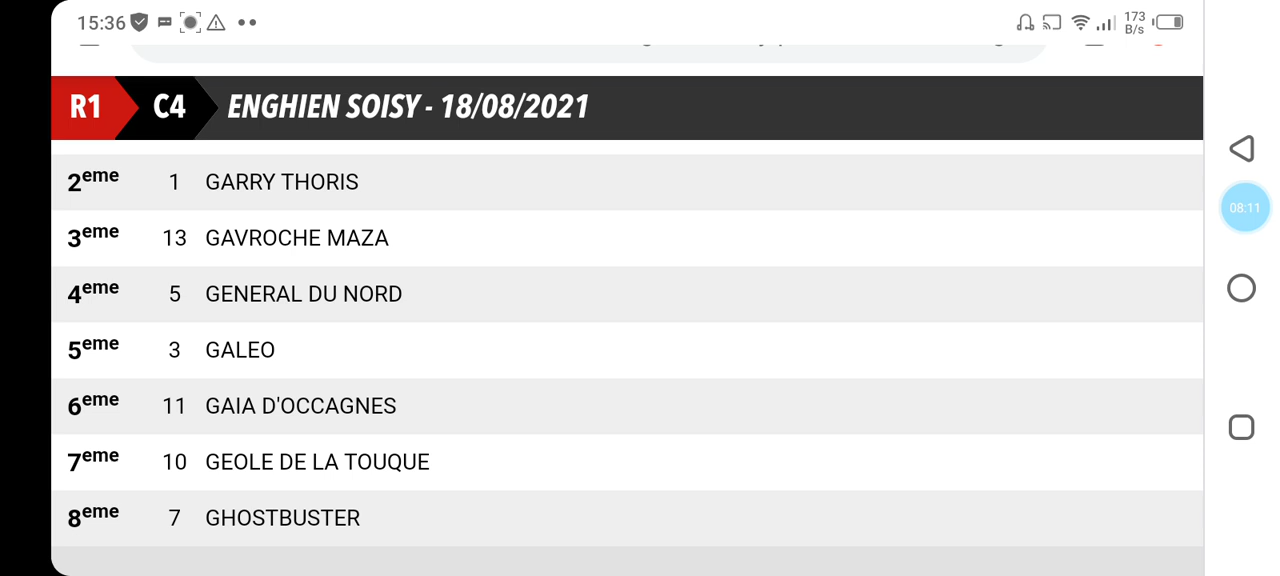 15:36
173
B/s
R1 C4 ENGHIEN SOISY - 18/08/2021
2eme 1 GARRY THORIS
08:11
3eme 13 GAVROCHE MAZA
4eme 5 GENERAL DU NORD
5eme 3 GALEO
6eme 11 GAIA D'OCCAGNES
7eme 10 GEOLE DE LA TOUQUE
8eme 7 GHOSTBUSTER